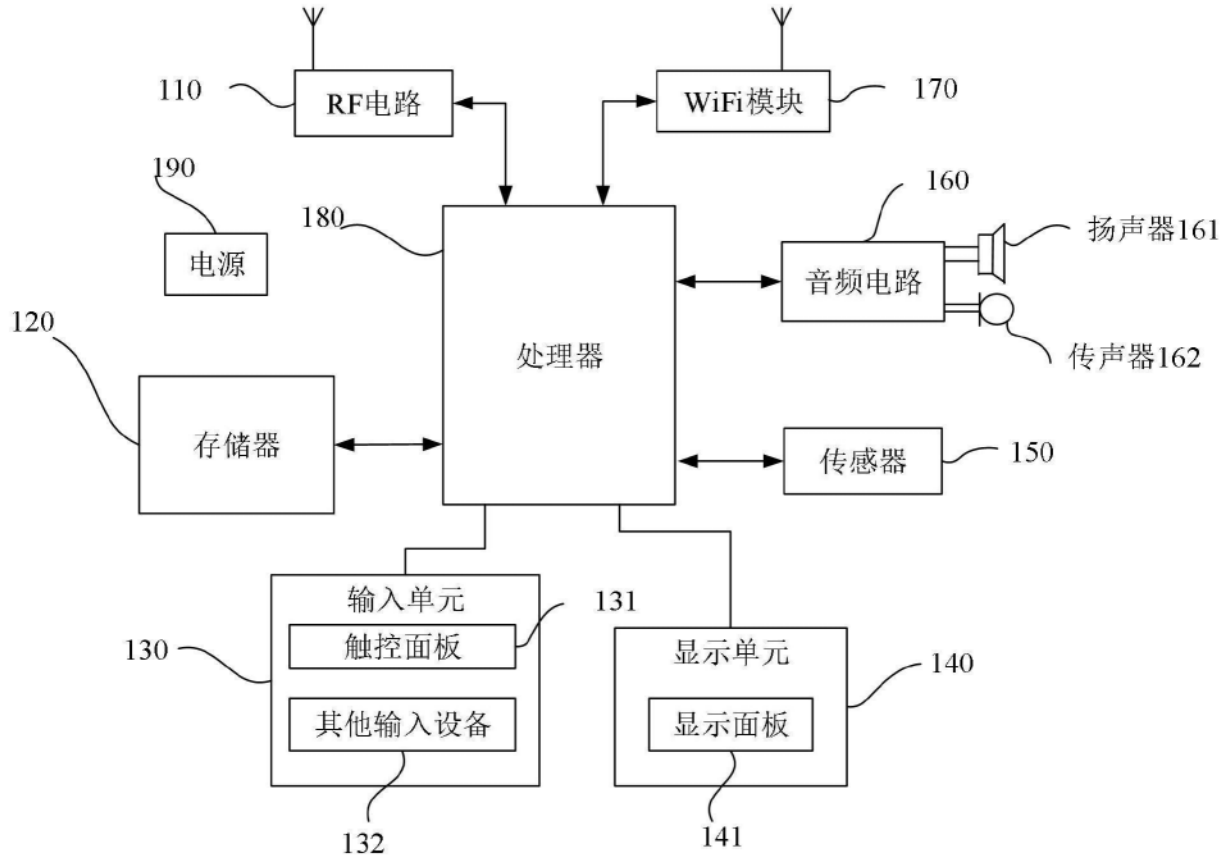 110
RF电路
WiFi模块
170
190
电源
180
处理器
160
音频电路
扬声器161
传声器162
120
存储器
传感器
150
输入单元
131
触控面板
130
其他输入设备
132
显示单元
140
显示面板
141